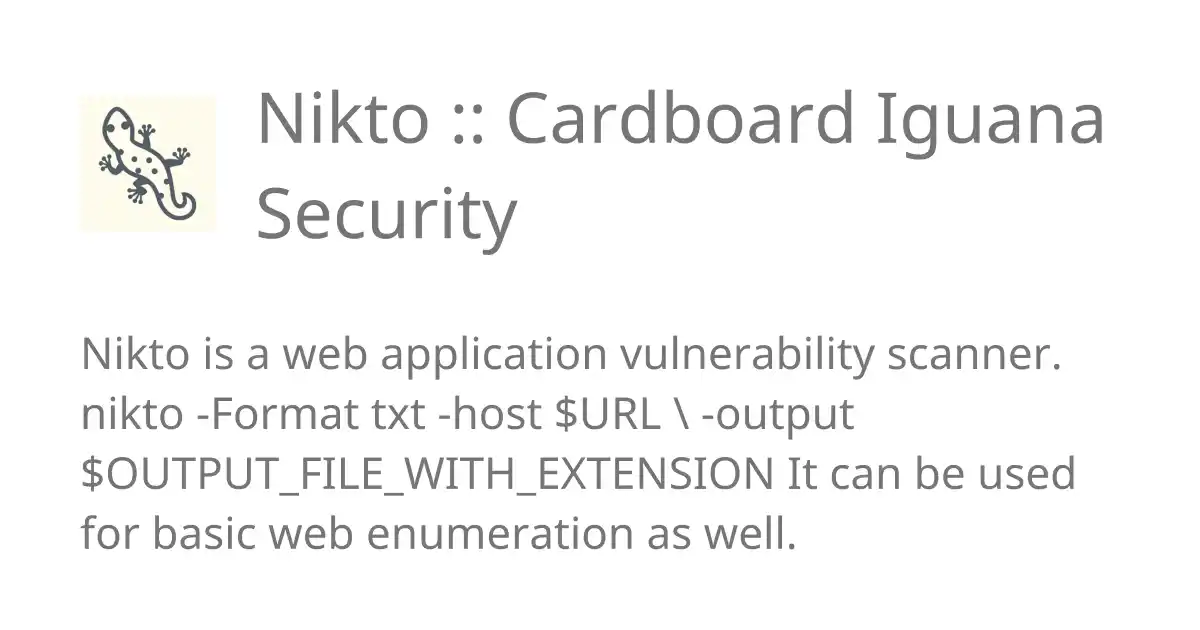 Nikto :: Cardboard Iguana
Security
Nikto is a web application vulnerability scanner.
nikto -Format txt -host $URL \ -output
$OUTPUT_FILE_WITH_EXTENSION It can be used
for basic web enumeration as well.